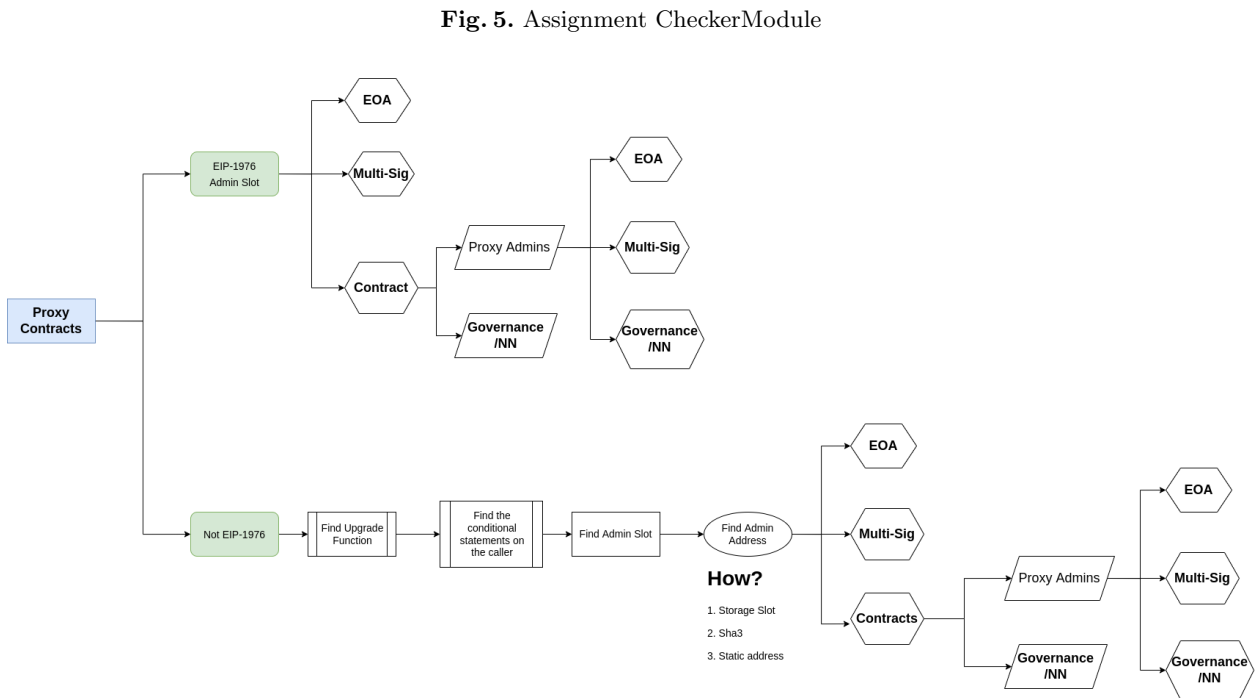 Fig. 5. Assignment CheckerModule
EOA
EIP-1976
Admin Slot
Multi-Sig
EOA
Proxy Admins
Multi-Sig
Contract
Proxy
Contracts
Governance
/NN
Governance
/NN
EOA
Not EIP-1976
Find Upgrade
Function
Find the
conditional
statements on
the caller
Find Admin Slot
Find Admin
Address
Multi-Sig
EOA
How?
1. Storage Slot
2. Sha3
3. Static address
Contracts
Proxy Admins
Multi-Sig
Governance
/NN
Governance
/NN